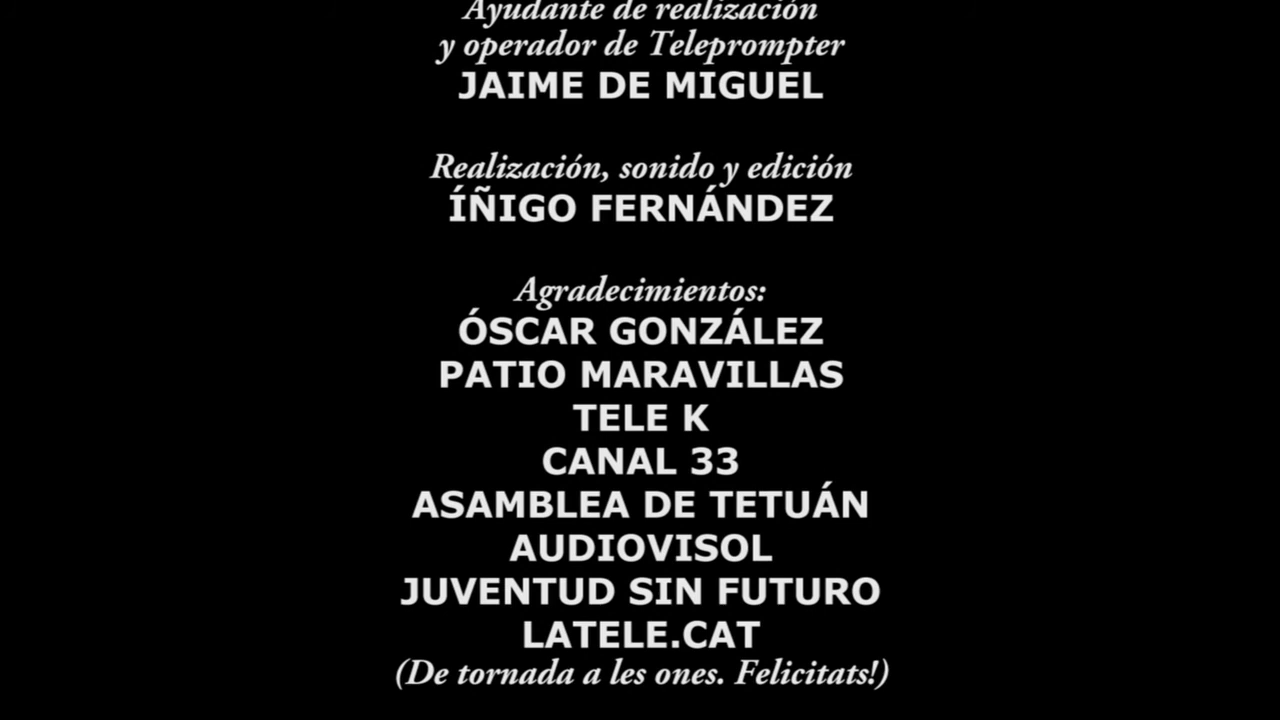 Ayudante de realización
y operador de Teleprompter
JAIME DE MIGUEL
Realización, sonido y edición
ÍÑIGO FERNÁNDEZ
Agradecimientos:
ÓSCAR GONZÁLEZ
PATIO MARAVILLAS
TELE K
CANAL 33
ASAMBLEA DE TETUÁN
AUDIOVISOL
JUVENTUD SIN FUTURO
LATELE.CAT
(De tornada a les ones. Felicitats!)